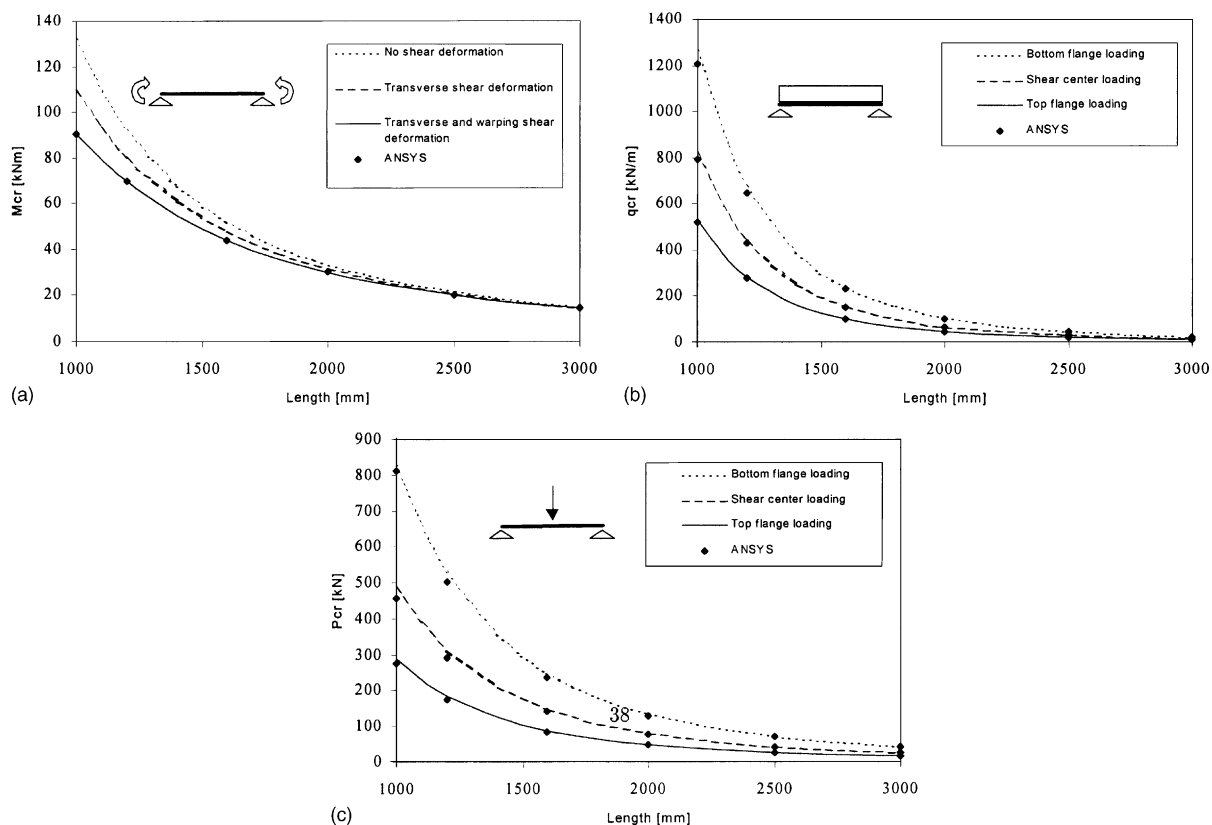 140
120
100
80
60
40
20
0
Mcr [kNm]
1000 1500 2000 2500 3000
Length [mm]
No shear deformation
Transverse shear deformation
Transverse and warping shear
deformation
ANSYS
(a)
1400
1200
1000
800
600
400
200
0
qcr [kN/m]
1000 1500 2000 2500 3000
Length [mm]
Bottom flange loading
Shear center loading
Top flange loading
ANSYS
(b)
900
800
700
600
500
400
300
200
100
0
Pcr [kN]
1000 1500 2000 2500 3000
Length [mm]
Bottom flange loading
Shear center loading
Top flange loading
ANSYS
38
(c)